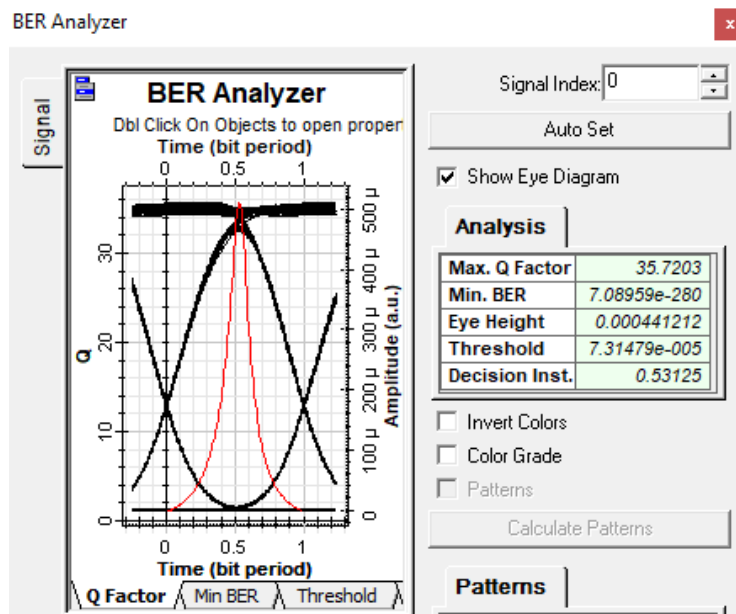 BER Analyzer
x
Signal
BER Analyzer
Dbl Click On Objects to open proper
Time (bit period)
0 0.5 1
Q
30
20
10
0
500 µ
400 µ
300 µ
200 µ
100 µ
0
Amplitude (a.u.)
0 0.5 1
Time (bit period)
Q Factor Min BER Threshold
Signal Index: 0
Auto Set
Show Eye Diagram
Analysis
Max. Q Factor 35.7203
Min. BER 7.08959e-280
Eye Height 0.000441212
Threshold 7.31479e-005
Decision Inst. 0.53125
Invert Colors
Color Grade
Patterns
Calculate Patterns
Patterns